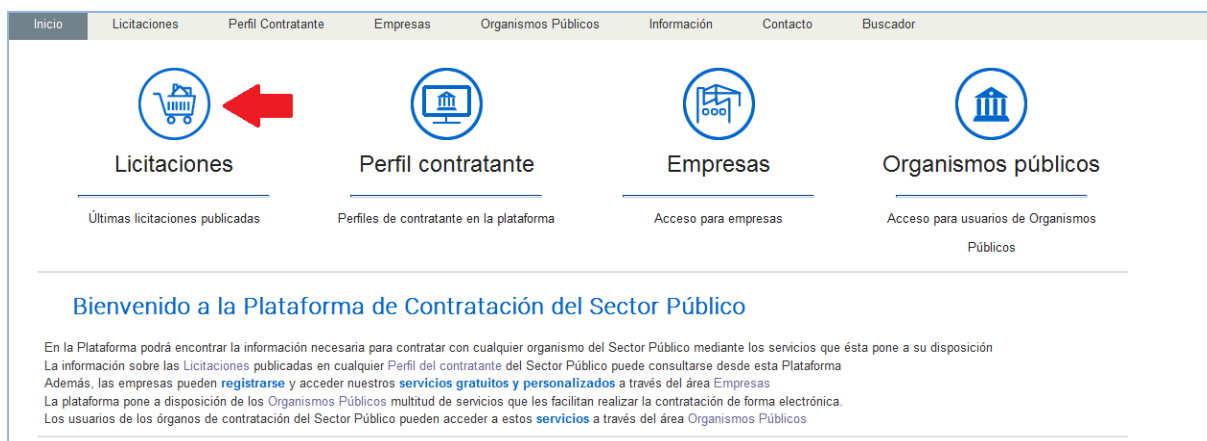 Inicio Licitaciones Perfil Contratante Empresas Organismos Públicos Información Contacto Buscador
Licitaciones Perfil contratante Empresas Organismos públicos
Últimas licitaciones publicadas Perfiles de contratante en la plataforma Acceso para empresas Acceso para usuarios de Organismos
Públicos
Bienvenido a la Plataforma de Contratación del Sector Público
En la Plataforma podrá encontrar la información necesaria para contratar con cualquier organismo del Sector Público mediante los servicios que ésta pone a su disposición
La información sobre las Licitaciones publicadas en cualquier Perfil del contratante del Sector Público puede consultarse desde esta Plataforma
Además, las empresas pueden registrarse y acceder nuestros servicios gratuitos y personalizados a través del área Empresas
La plataforma pone a disposición de los Organismos Públicos multitud de servicios que les facilitan realizar la contratación de forma electrónica.
Los usuarios de los órganos de contratación del Sector Público pueden acceder a estos servicios a través del área Organismos Públicos